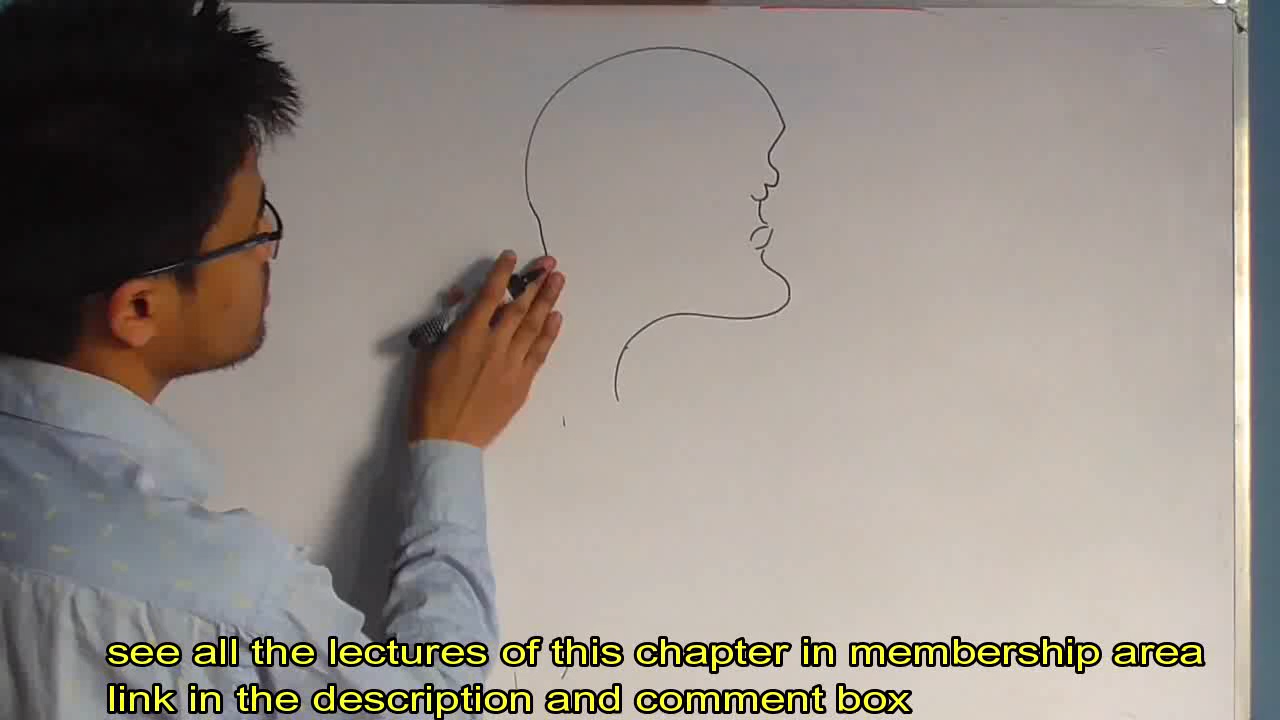 see all the lectures of this chapter in membership area
link in the description and comment box